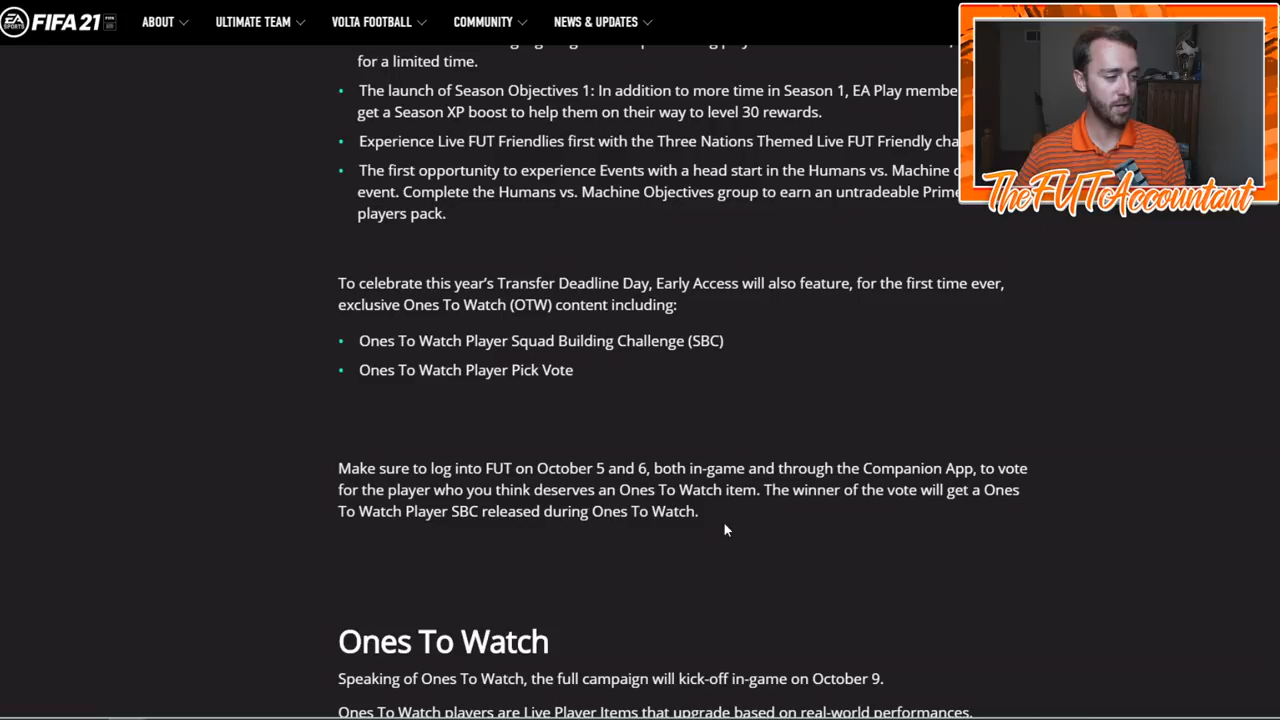 EA SPORTS FIFA 21
ABOUT ULTIMATE TEAM VOLTA FOOTBALL COMMUNITY NEWS & UPDATES
for a limited time.
• The launch of Season Objectives 1: In addition to more time in Season 1, EA Play membe
get a Season XP boost to help them on their way to level 30 rewards.
• Experience Live FUT Friendlies first with the Three Nations Themed Live FUT Friendly cha
• The first opportunity to experience Events with a head start in the Humans vs. Machine
event. Complete the Humans vs. Machine Objectives group to earn an untradeable Prime
players pack.
TheFUTAccountant
To celebrate this year's Transfer Deadline Day, Early Access will also feature, for the first time ever,
exclusive Ones To Watch (OTW) content including:
• Ones To Watch Player Squad Building Challenge (SBC)
• Ones To Watch Player Pick Vote
Make sure to log into FUT on October 5 and 6, both in-game and through the Companion App, to vote
for the player who you think deserves an Ones To Watch item. The winner of the vote will get a Ones
To Watch Player SBC released during Ones To Watch.
Ones To Watch
Speaking of Ones To Watch, the full campaign will kick-off in-game on October 9.
Ones To Watch players are Live Player Items that upgrade based on real-world performances.